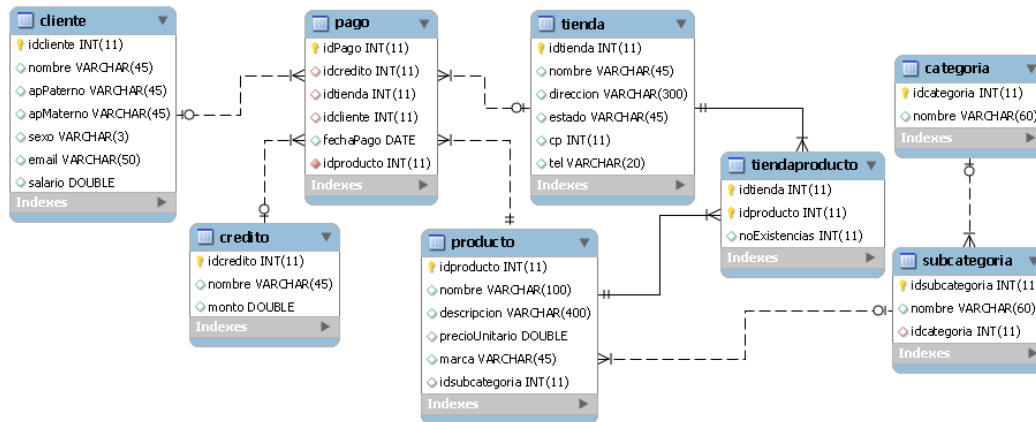 cliente
idcliente INT(11)
nombre VARCHAR(45)
apPaterno VARCHAR(45)
apMaterno VARCHAR(45)
sexo VARCHAR(3)
email VARCHAR(50)
salario DOUBLE
Indexes
pago
idPago INT(11)
idcredito INT(11)
idtienda INT(11)
idcliente INT(11)
fechaPago DATE
idproducto INT(11)
Indexes
tienda
idtienda INT(11)
nombre VARCHAR(45)
direccion VARCHAR(300)
estado VARCHAR(45)
cp INT(11)
tel VARCHAR(20)
Indexes
categoria
idcategoria INT(11)
nombre VARCHAR(60)
Indexes
tiendaproducto
idtienda INT(11)
idproducto INT(11)
noExistencias INT(11)
Indexes
credito
idcredito INT(11)
nombre VARCHAR(45)
monto DOUBLE
Indexes
producto
idproducto INT(11)
nombre VARCHAR(100)
descripcion VARCHAR(400)
precioUnitario DOUBLE
marca VARCHAR(45)
idsubcategoria INT(11)
Indexes
subcategoria
idsubcategoria INT(11
nombre VARCHAR(60)
idcategoria INT(11)
Indexes